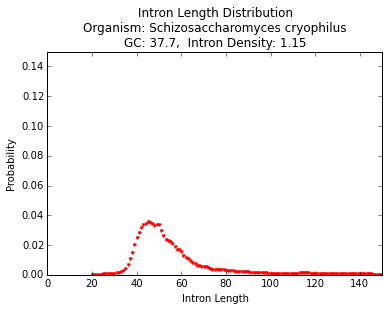 Intron Length Distribution
Organism: Schizosaccharomyces cryophilus
GC: 37.7,  Intron Density: 1.15
0.14
0.12
0.10
0.08
0.06
0.04
0.02
0.00
Probability
0 20 40 60 80 100 120 140
Intron Length